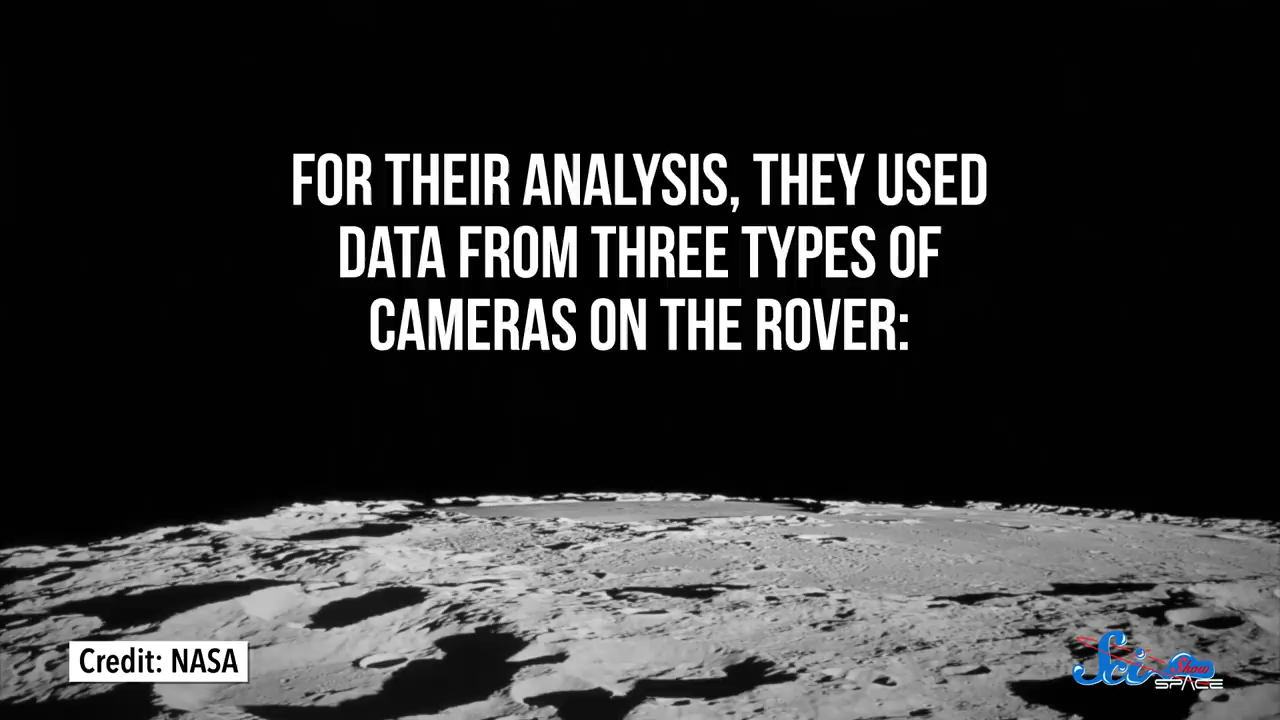 FOR THEIR ANALYSIS, THEY USED
DATA FROM THREE TYPES OF
CAMERAS ON THE ROVER:
Credit: NASA
Sci Show
SPACE